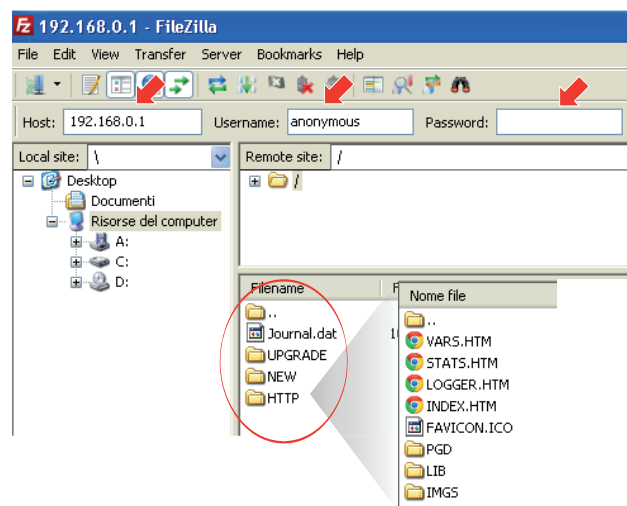 Fz 192.168.0.1 - FileZilla
File Edit View Transfer Server Bookmarks Help
Host: 192.168.0.1 Username: anonymous Password:
Local site: \ Remote site: /
Desktop
Documenti
Risorse del computer
A:
C:
D:
/
Filename
..
Journal.dat
UPGRADE
NEW
HTTP
Nome file
..
VARS.HTM
STATS.HTM
LOGGER.HTM
INDEX.HTM
FAVICON.ICO
PGD
LIB
IMGS